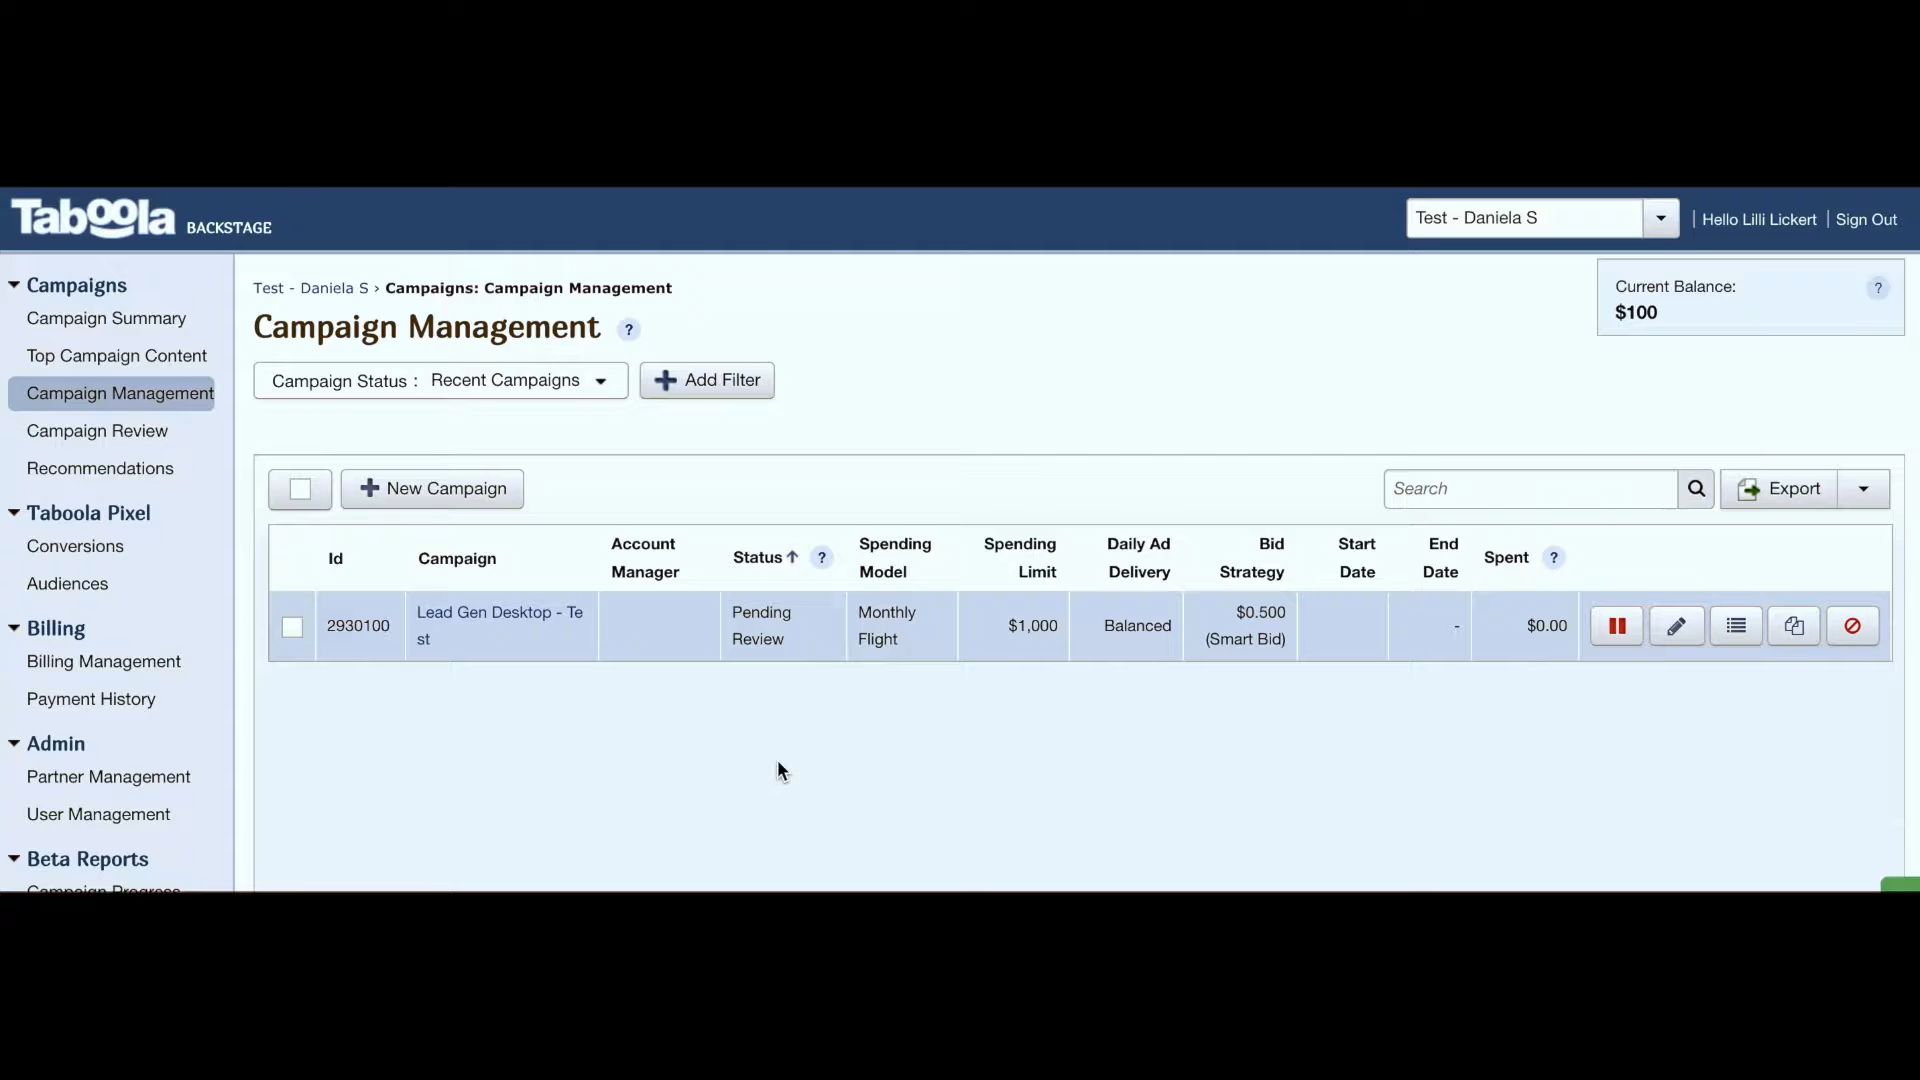 Taboola BACKSTAGE
Test - Daniela S
Hello Lilli Lickert
Sign Out
Campaigns
Campaign Summary
Top Campaign Content
Campaign Management
Campaign Review
Recommendations
Taboola Pixel
Conversions
Audiences
Billing
Billing Management
Payment History
Admin
Partner Management
User Management
Beta Reports
Campaign Progress
Test - Daniela S › Campaigns: Campaign Management
Campaign Management ?
Current Balance: ?
$100
Campaign Status : Recent Campaigns
Add Filter
New Campaign
Search
Export
Id
Campaign
Account
Manager
Status ?
Spending
Model
Spending
Limit
Daily Ad
Delivery
Bid
Strategy
Start
Date
End
Date
Spent ?
2930100
Lead Gen Desktop - Te
st
Pending
Review
Monthly
Flight
$1,000
Balanced
$0.500
(Smart Bid)
-
$0.00